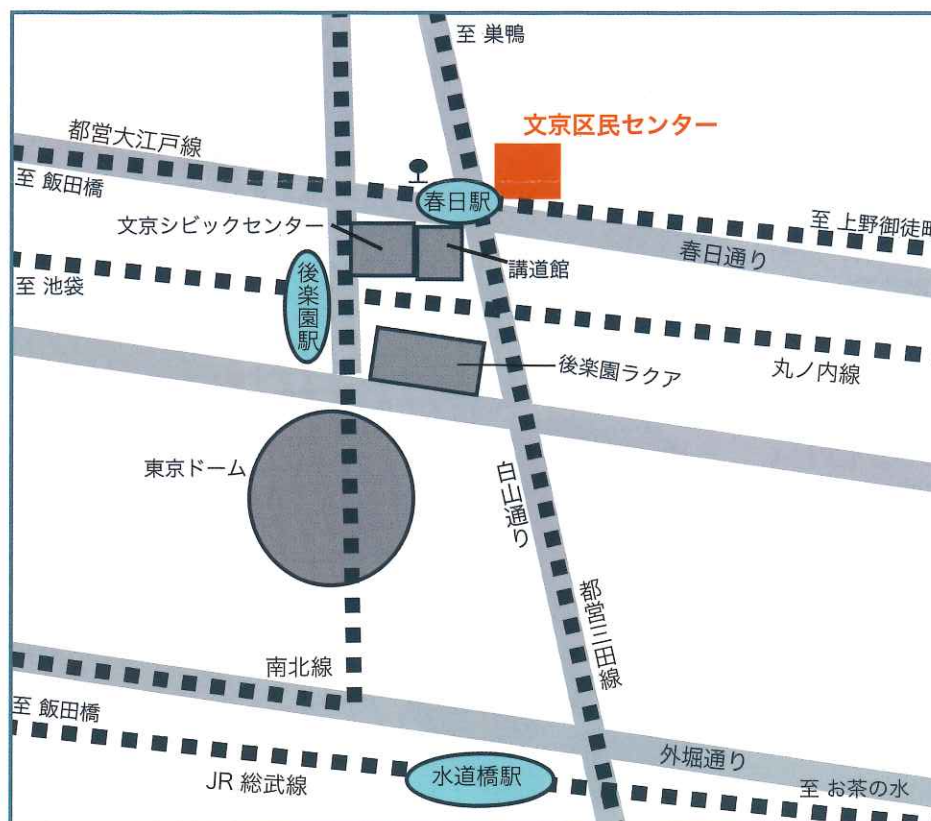 至 巣鴨
文京区民センター
都営大江戸線
至 飯田橋
春日駅
至 上野御徒町
文京シビックセンター
講道館
春日通り
至 池袋
後楽園駅
後楽園ラクア
丸ノ内線
東京ドーム
白山通り
都営三田線
南北線
至 飯田橋
外堀通り
水道橋駅
JR 総武線
至 お茶の水